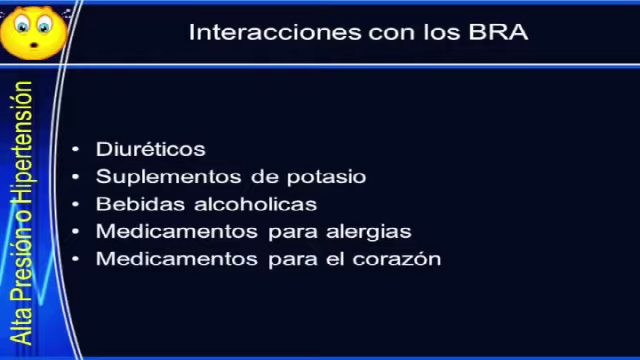 Interacciones con los BRA
Alta Presión o Hipertensión
• Diuréticos
• Suplementos de potasio
• Bebidas alcoholicas
• Medicamentos para alergias
• Medicamentos para el corazón